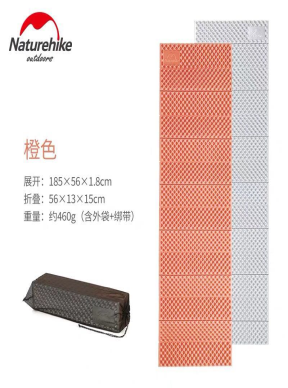 Naturehike
outdoors
橙色
展开：185×56×1.8cm
折叠：56×13×15cm
重量：约460g（含外袋+绑带）